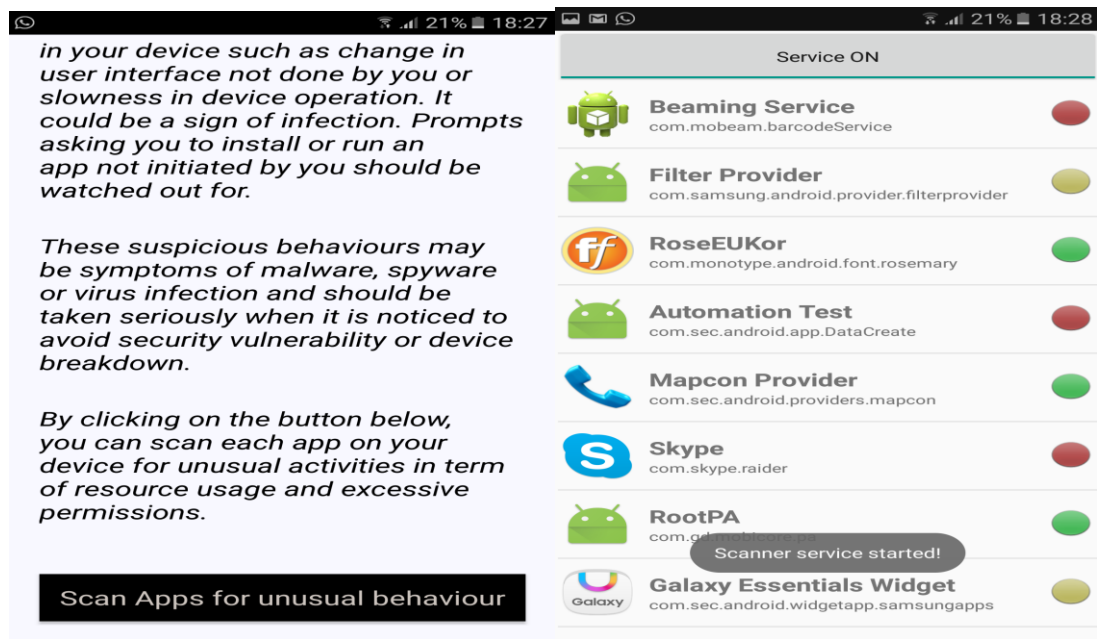 21% 18:27
in your device such as change in
user interface not done by you or
slowness in device operation. It
could be a sign of infection. Prompts
asking you to install or run an
app not initiated by you should be
watched out for.
These suspicious behaviours may
be symptoms of malware, spyware
or virus infection and should be
taken seriously when it is noticed to
avoid security vulnerability or device
breakdown.
By clicking on the button below,
you can scan each app on your
device for unusual activities in term
of resource usage and excessive
permissions.
Scan Apps for unusual behaviour
21% 18:28
Service ON
Beaming Service
com.mobeam.barcodeService
Filter Provider
com.samsung.android.provider.filterprovider
RoseEUKor
com.monotype.android.font.rosemary
Automation Test
com.sec.android.app.DataCreate
Mapcon Provider
com.sec.android.providers.mapcon
Skype
com.skype.raider
RootPA
Scanner service started!
Galaxy
Galaxy Essentials Widget
com.sec.android.widgetapp.samsungapps